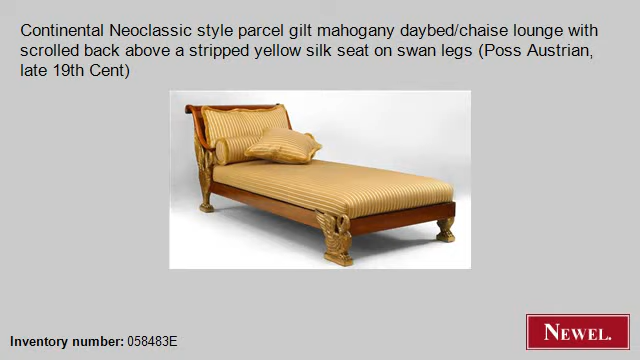 Continental Neoclassic style parcel gilt mahogany daybed/chaise lounge with
scrolled back above a stripped yellow silk seat on swan legs (Poss Austrian,
late 19th Cent)
Inventory number: 058483E
NEWEL.